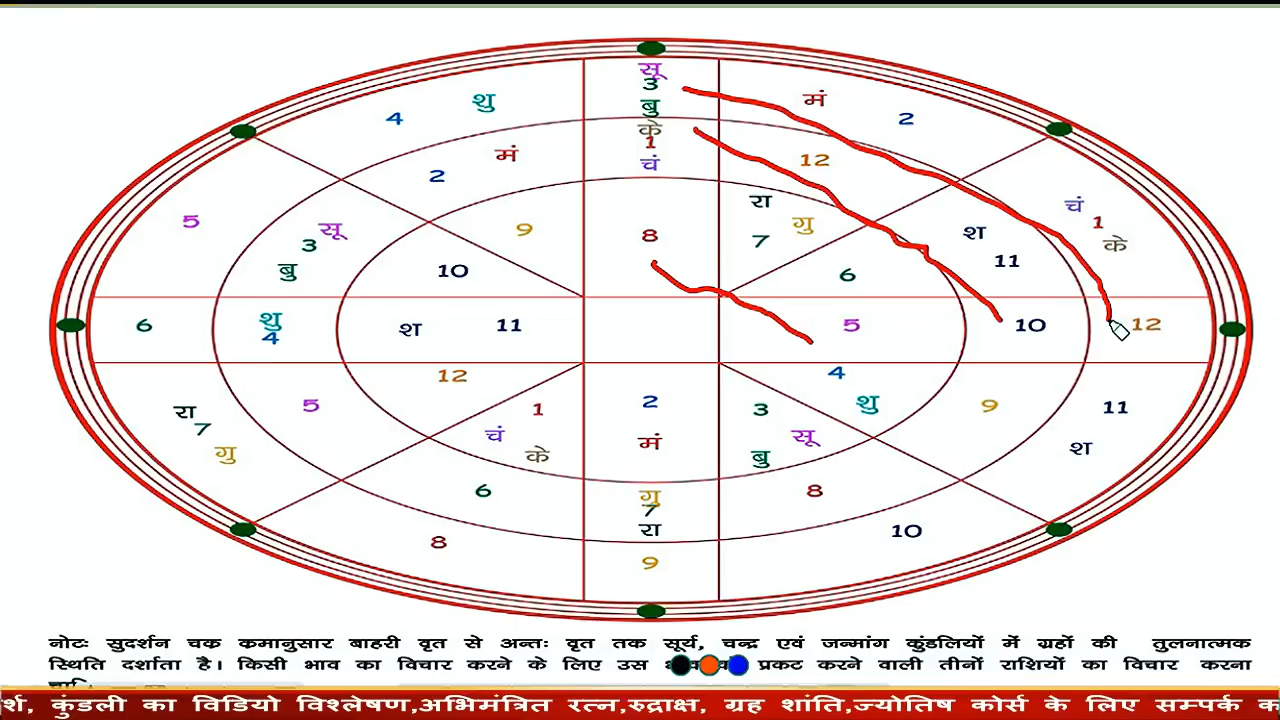 सू
3
4 शु बु मं 2
के
1
मं चं 12
2
रा चं
5 सू 9 8 गु श 1
3 7 के
बु 10 6 11
6 शु श 11 5 10 12
4
12 4
रा 5 1 2 3 शु 9 11
7 चं मं सू
गु के बु श
6 गु 8
7
8 रा 10
9
नोटः सुदर्शन चक्र क्रमानुसार बाहरी वृत से अन्तः वृत तक सूर्य, चन्द्र एवं जन्मांग कुंडलियों में ग्रहों की तुलनात्मक
स्थिति दर्शाता है। किसी भाव का विचार करने के लिए उस प्रकट करने वाली तीनों राशियों का विचार करना
र्श, कुंडली का विडियो विश्लेषण,अभिमंत्रित रत्न,रुद्राक्ष, ग्रह शांति,ज्योतिष कोर्स के लिए सम्पर्क क